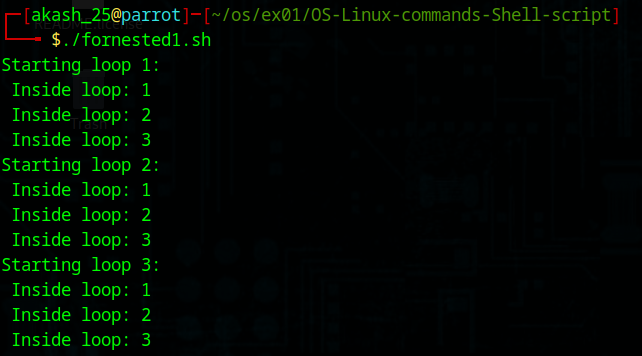 ┌─[akash_25@parrot]─[~/os/ex01/OS-Linux-commands-Shell-script]
└──╼ $./fornested1.sh
Starting loop 1:
 Inside loop: 1
 Inside loop: 2
 Inside loop: 3
Starting loop 2:
 Inside loop: 1
 Inside loop: 2
 Inside loop: 3
Starting loop 3:
 Inside loop: 1
 Inside loop: 2
 Inside loop: 3